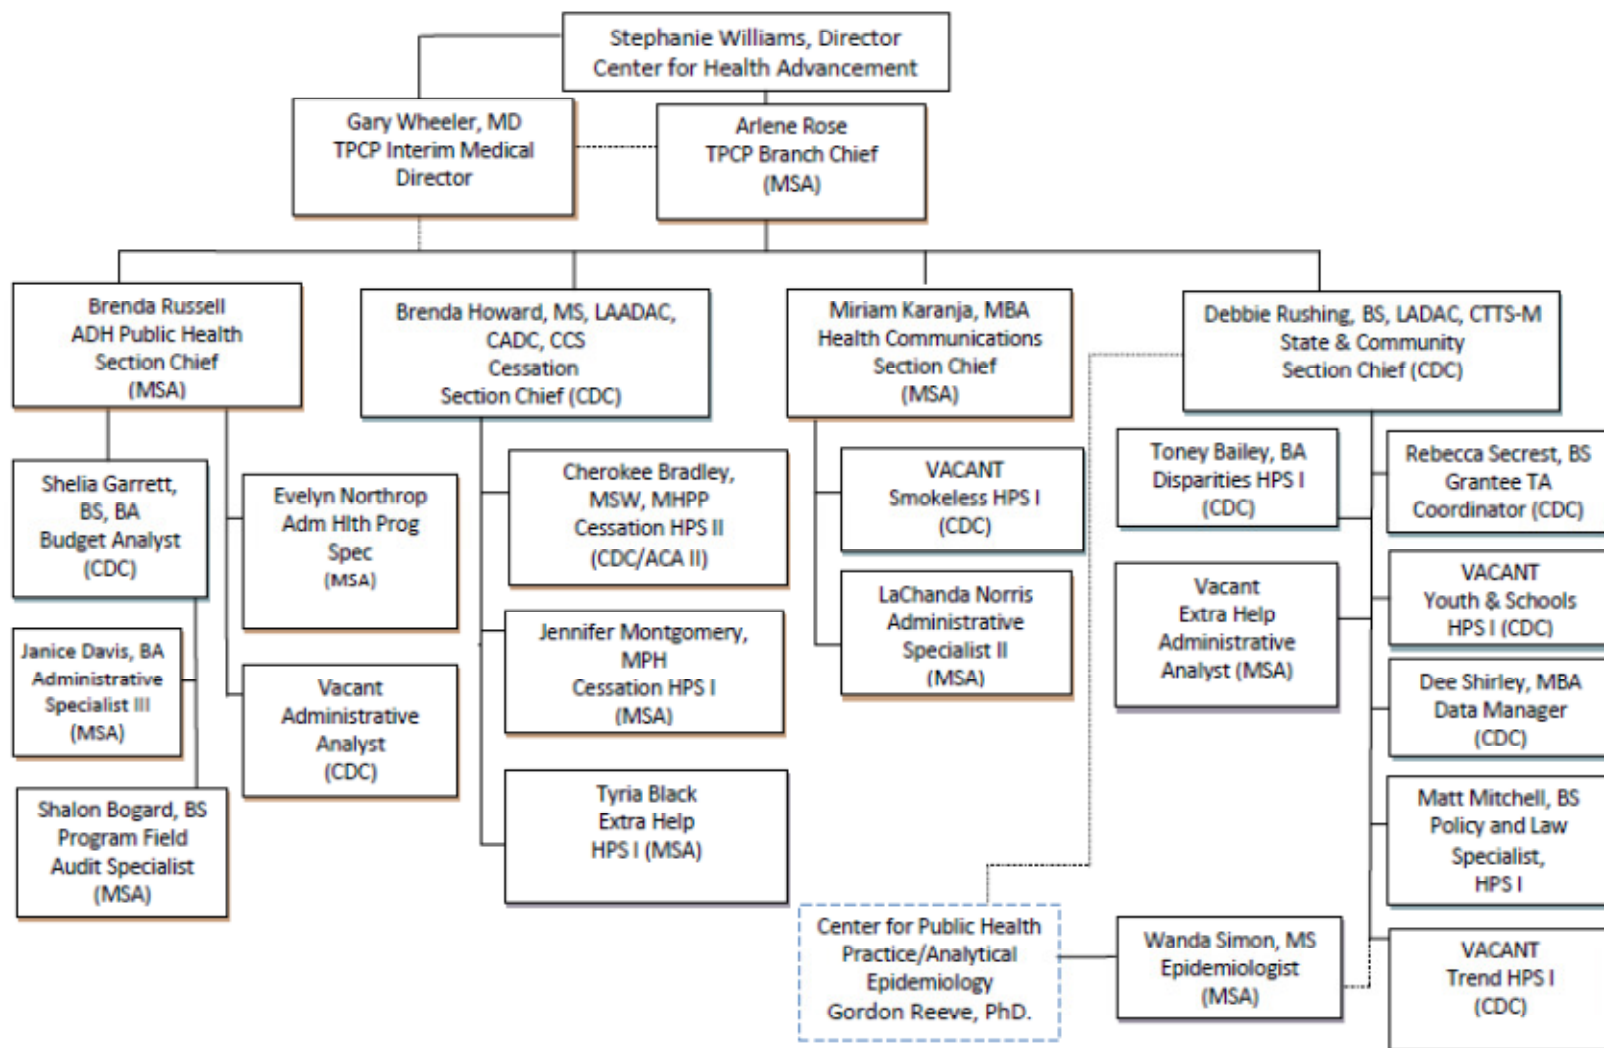 Stephanie Williams, Director
Center for Health Advancement
Gary Wheeler, MD
TPCP Interim Medical
Director
Arlene Rose
TPCP Branch Chief
(MSA)
Brenda Russell
ADH Public Health
Section Chief
(MSA)
Brenda Howard, MS, LAADAC,
CADC, CCS
Cessation
Section Chief (CDC)
Miriam Karanja, MBA
Health Communications
Section Chief
(MSA)
Debbie Rushing, BS, LADAC, CTTS-M
State & Community
Section Chief (CDC)
Shelia Garrett,
BS, BA
Budget Analyst
(CDC)
Janice Davis, BA
Administrative
Specialist III
(MSA)
Shalon Bogard, BS
Program Field
Audit Specialist
(MSA)
Evelyn Northrop
Adm Hlth Prog
Spec
(MSA)
Vacant
Administrative
Analyst
(CDC)
Cherokee Bradley,
MSW, MHPP
Cessation HPS II
(CDC/ACA II)
Jennifer Montgomery,
MPH
Cessation HPS I
(MSA)
Tyria Black
Extra Help
HPS I (MSA)
VACANT
Smokeless HPS I
(CDC)
LaChanda Norris
Administrative
Specialist II
(MSA)
Toney Bailey, BA
Disparities HPS I
(CDC)
Vacant
Extra Help
Administrative
Analyst (MSA)
Rebecca Secrest, BS
Grantee TA
Coordinator (CDC)
VACANT
Youth & Schools
HPS I (CDC)
Dee Shirley, MBA
Data Manager
(CDC)
Matt Mitchell, BS
Policy and Law
Specialist,
HPS I
VACANT
Trend HPS I
(CDC)
Center for Public Health
Practice/Analytical
Epidemiology
Gordon Reeve, PhD.
Wanda Simon, MS
Epidemiologist
(MSA)